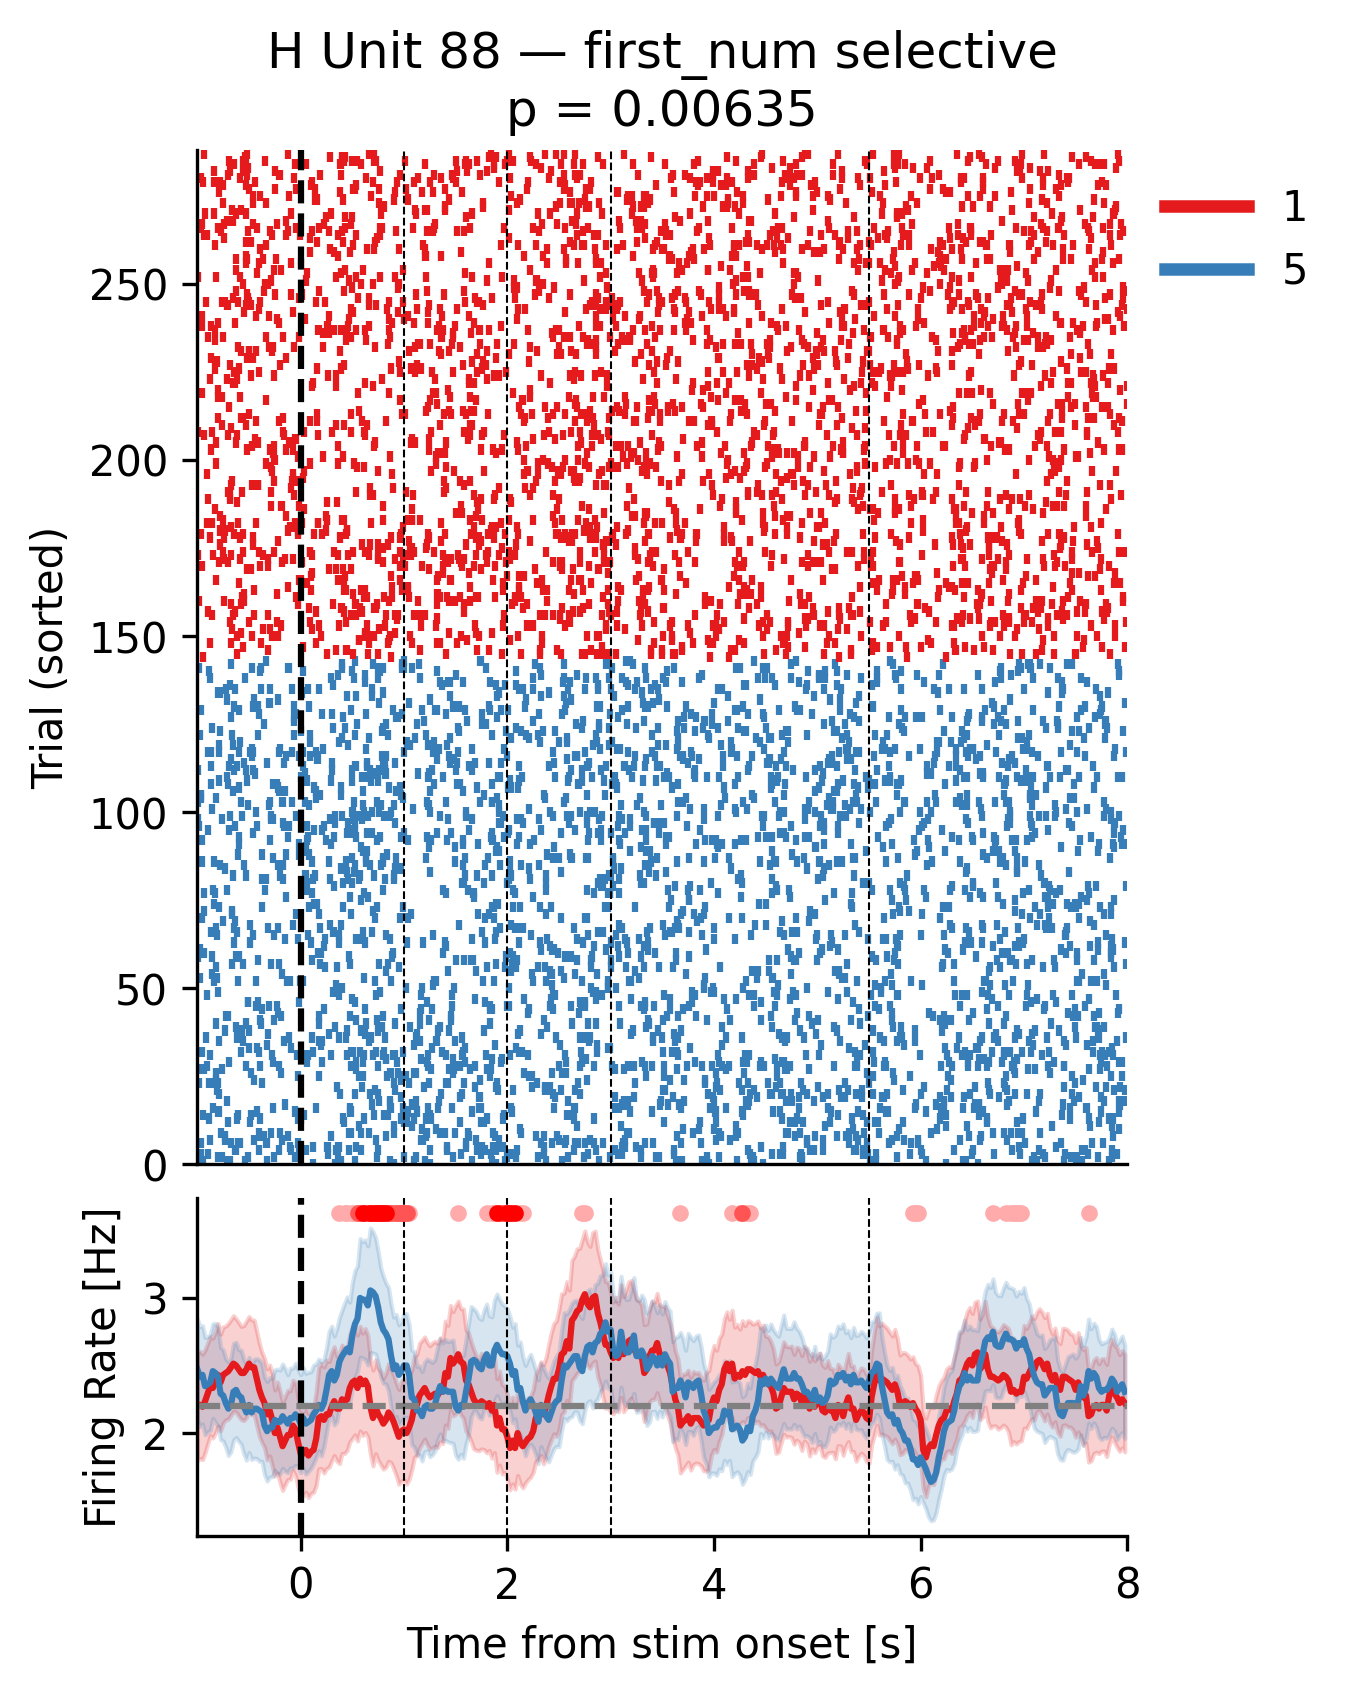 H Unit 88 — first_num selective
p = 0.00635
1
5
Trial (sorted)
250
200
150
100
50
0
Firing Rate [Hz]
3
2
0 2 4 6 8
Time from stim onset [s]